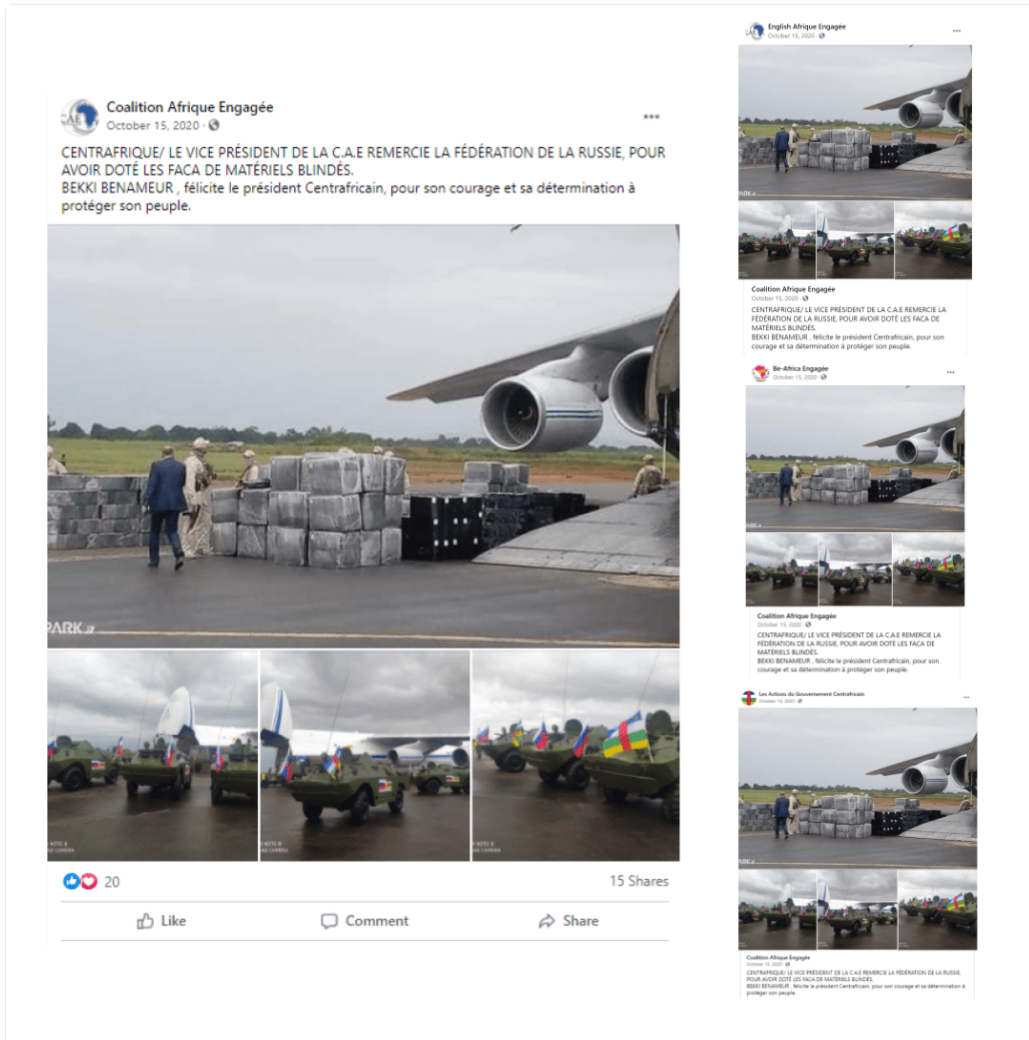 Coalition Afrique Engagée
October 15, 2020 ·
CENTRAFRIQUE/ LE VICE PRÉSIDENT DE LA C.A.E REMERCIE LA FÉDÉRATION DE LA RUSSIE, POUR
AVOIR DOTÉ LES FACA DE MATÉRIELS BLINDÉS.
BEKKI BENAMEUR , félicite le président Centrafricain, pour son courage et sa détermination à
protéger son peuple.
PARK
20
15 Shares
Like
Comment
Share
English Afrique Engagée
October 15, 2020 ·
PARK
Coalition Afrique Engagée
October 15, 2020 ·
CENTRAFRIQUE/ LE VICE PRÉSIDENT DE LA C.A.E REMERCIE LA
FÉDÉRATION DE LA RUSSIE, POUR AVOIR DOTÉ LES FACA DE
MATÉRIELS BLINDÉS.
BEKKI BENAMEUR , félicite le président Centrafricain, pour son
courage et sa détermination à protéger son peuple.
Be-Africa Engagée
October 15, 2020 ·
Coalition Afrique Engagée
October 15, 2020 ·
CENTRAFRIQUE/ LE VICE PRÉSIDENT DE LA C.A.E REMERCIE LA
FÉDÉRATION DE LA RUSSIE, POUR AVOIR DOTÉ LES FACA DE
MATÉRIELS BLINDÉS.
BEKKI BENAMEUR , félicite le président Centrafricain, pour son
courage et sa détermination à protéger son peuple.
Les Actions du Gouvernement Centrafricain
October 15, 2020 ·
Coalition Afrique Engagée
October 15, 2020 ·
CENTRAFRIQUE/ LE VICE PRÉSIDENT DE LA C.A.E REMERCIE LA FÉDÉRATION DE LA RUSSIE,
POUR AVOIR DOTÉ LES FACA DE MATÉRIELS BLINDÉS.
BEKKI BENAMEUR , félicite le président Centrafricain, pour son courage et sa détermination à
protéger son peuple.